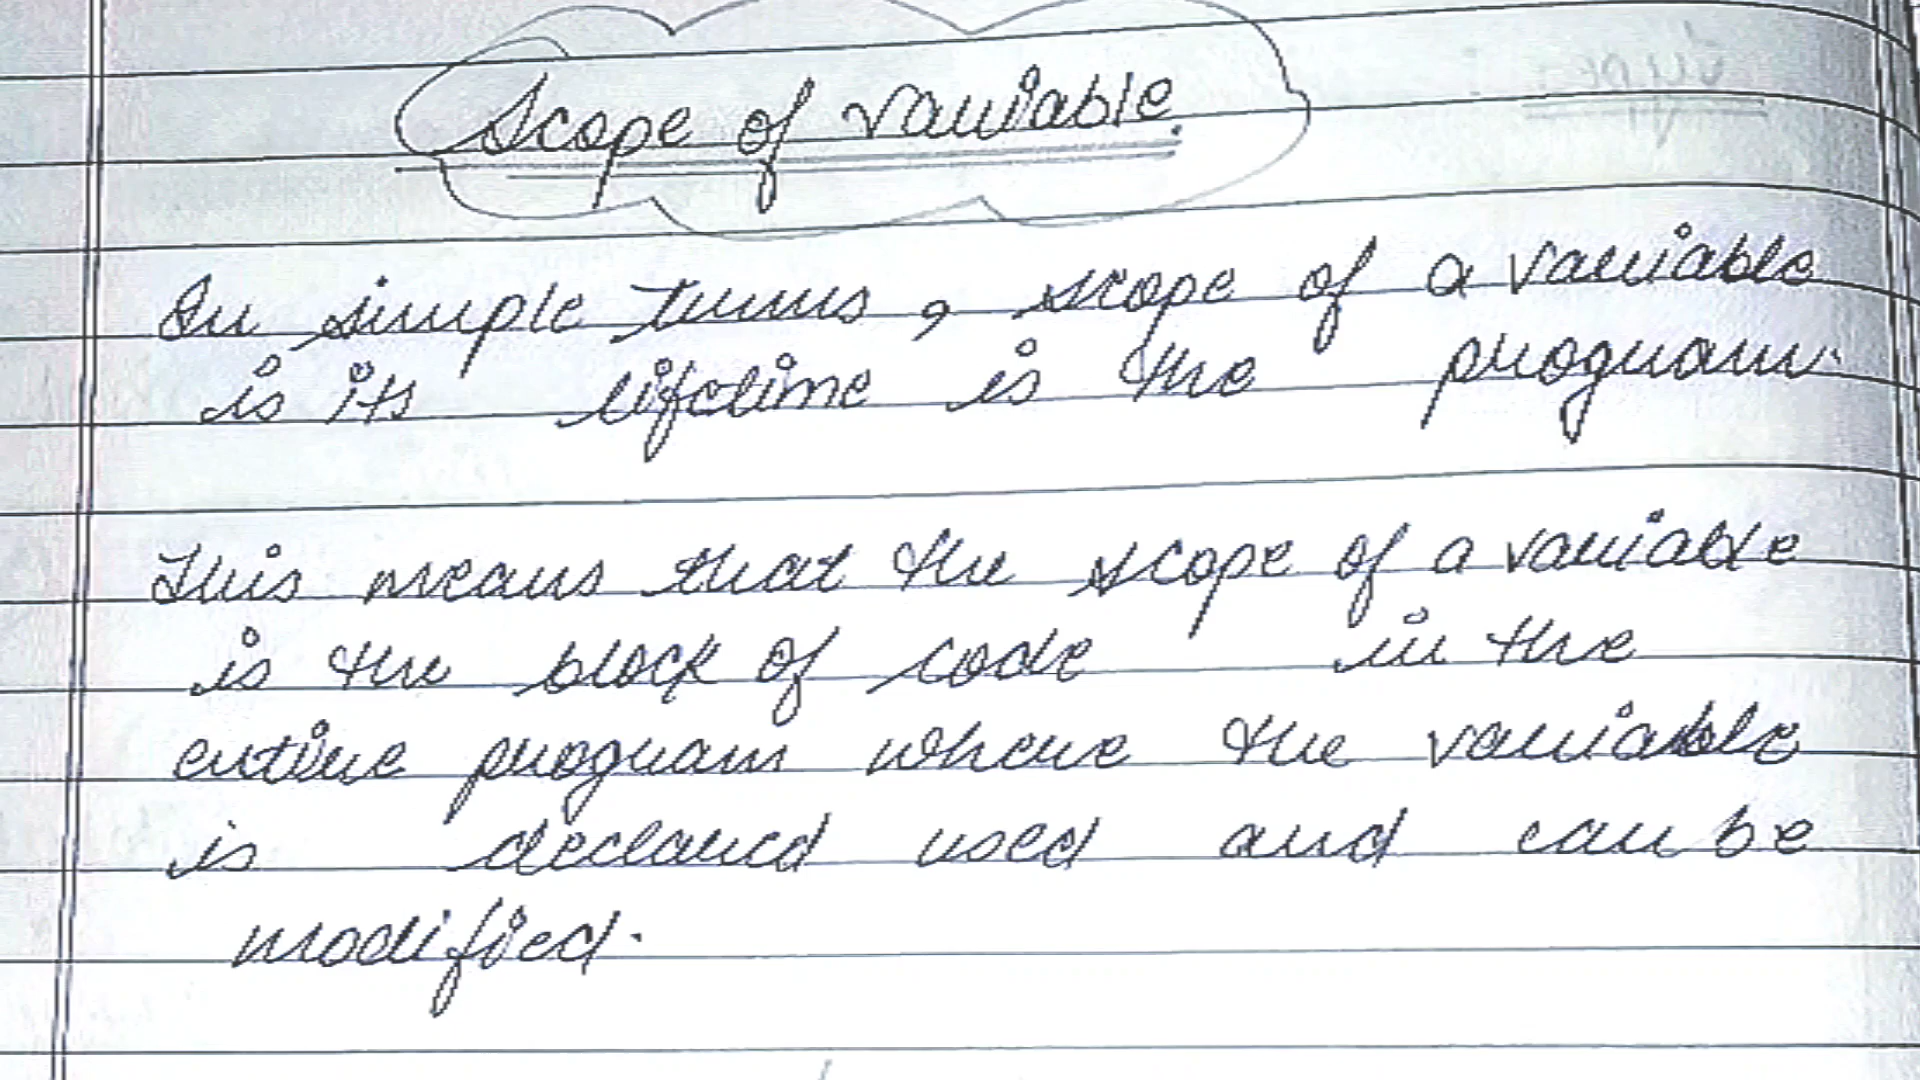 Scope of variable.
In simple terms, scope of a variable
is its lifetime is the program.
This means that the scope of a variable
is the block of code in the
entire program where the variable
is declared used and can be
modified.